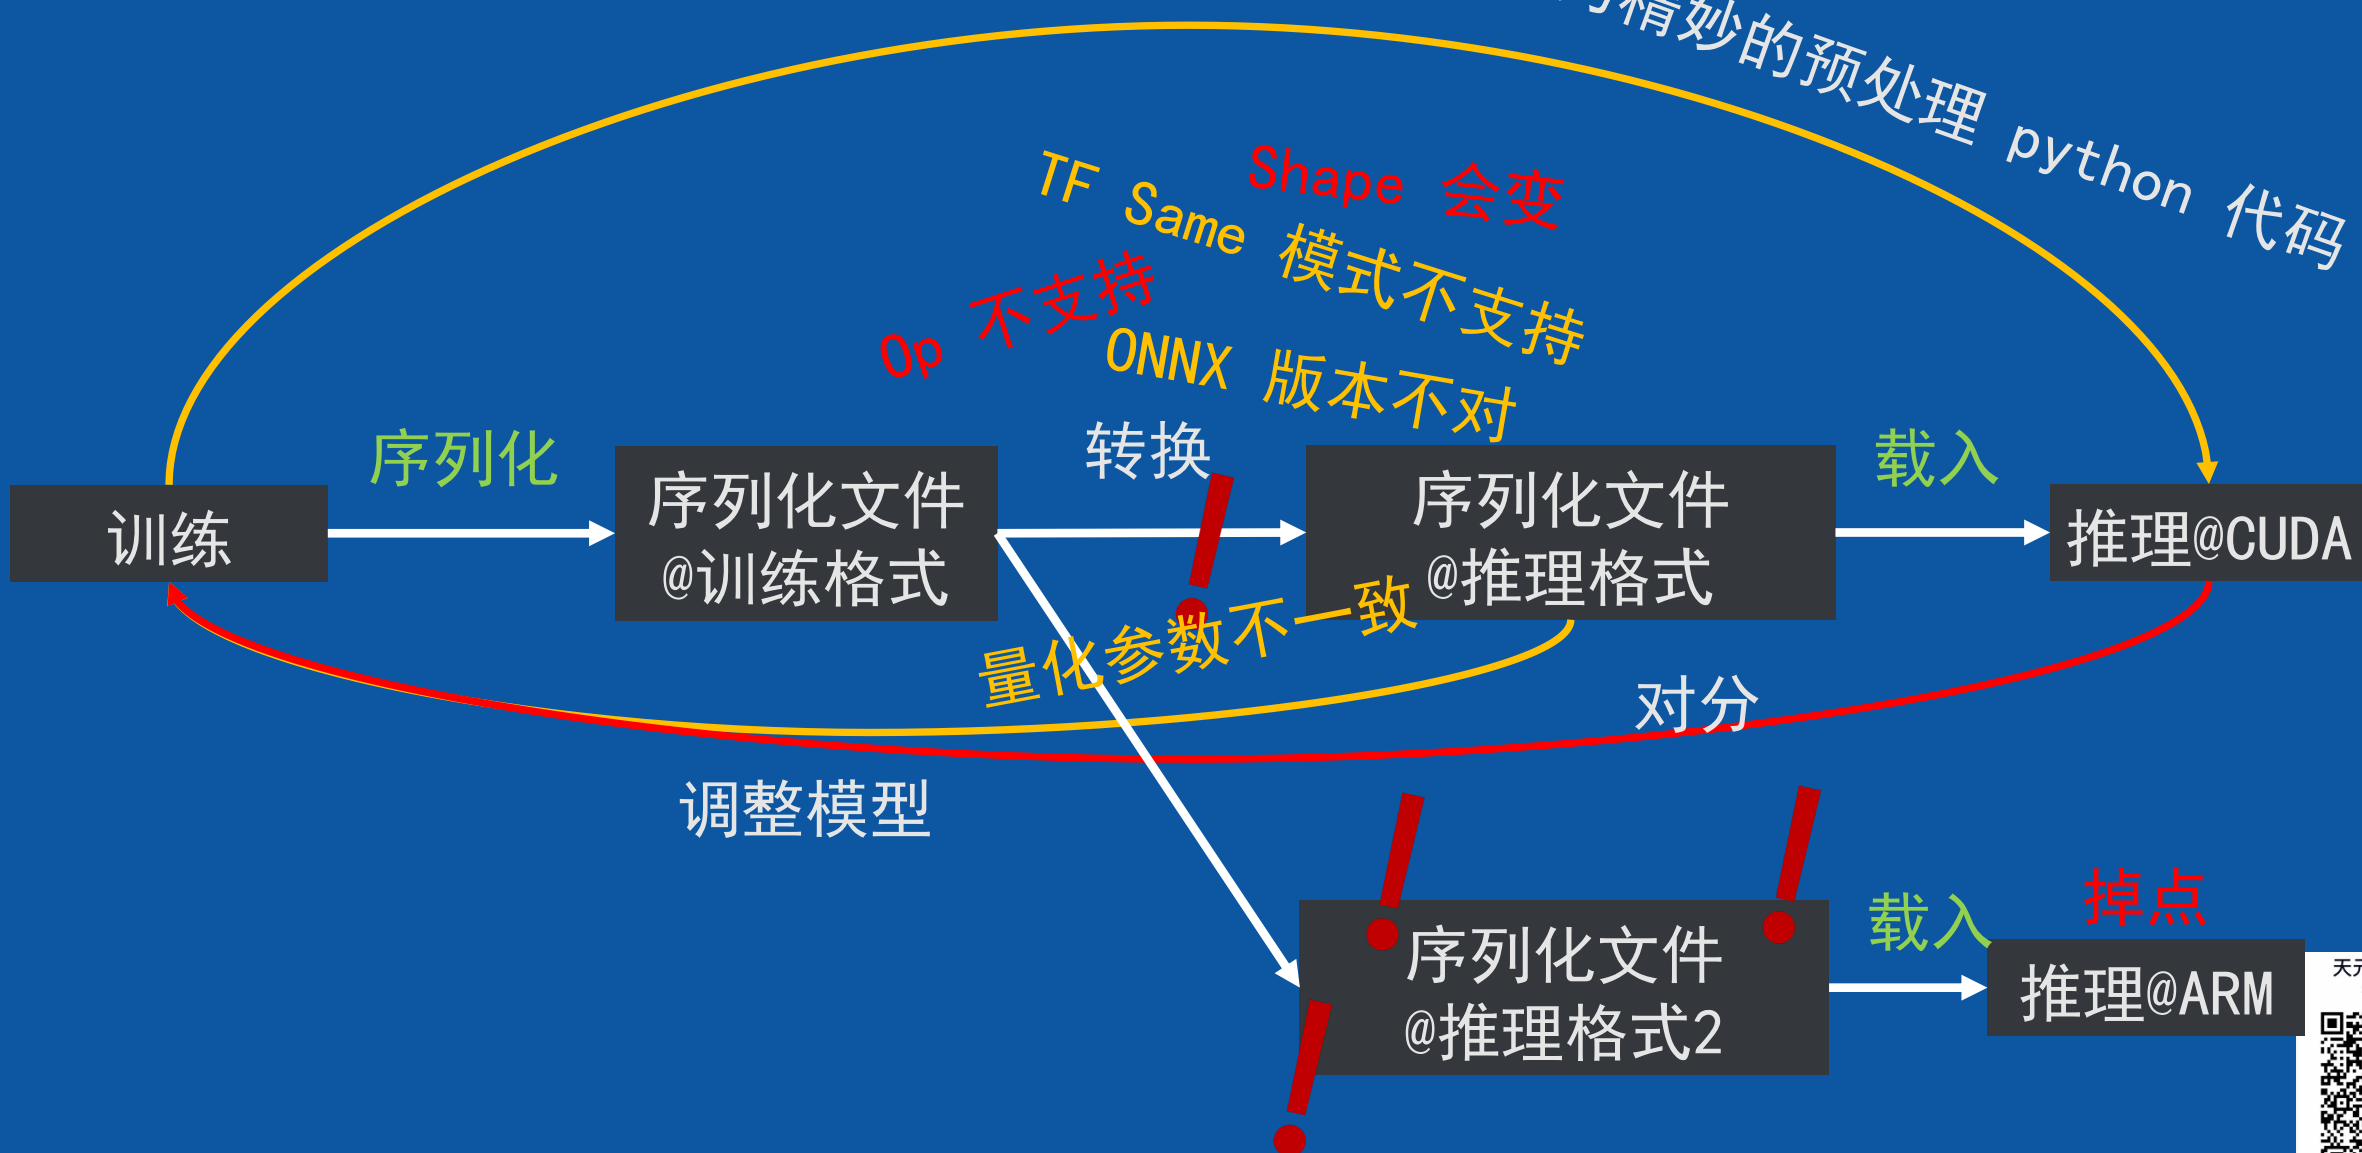 精妙的预处理 python 代码
Shape 会变
TF Same 模式不支持
Op 不支持
ONNX 版本不对
序列化
转换
载入
训练
序列化文件
@训练格式
序列化文件
@推理格式
推理@CUDA
量化参数不一致
对分
调整模型
掉点
载入
序列化文件
@推理格式2
推理@ARM